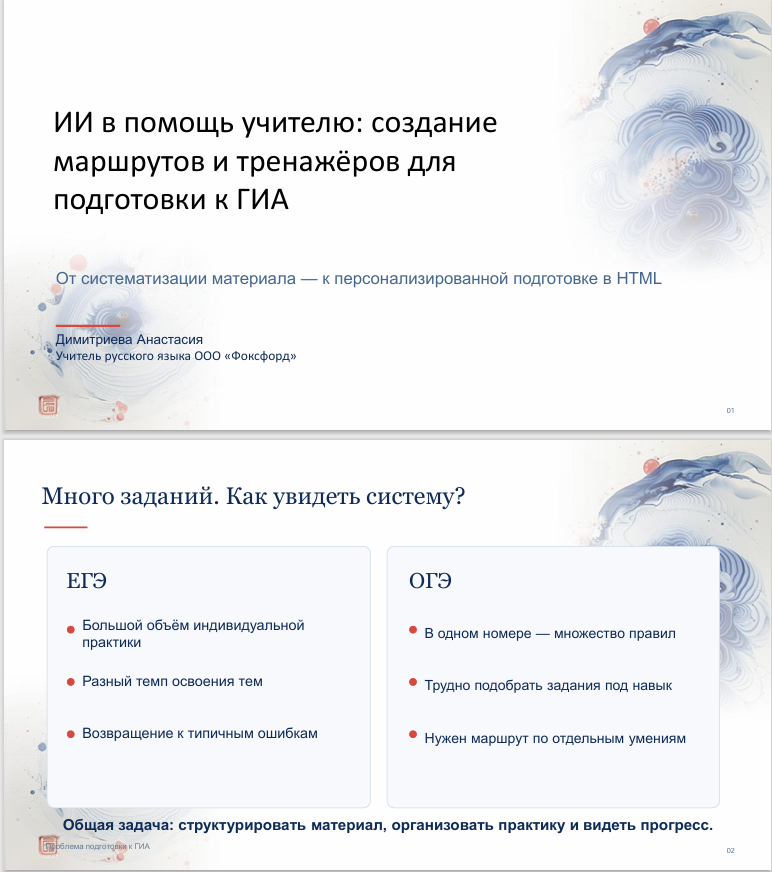 ИИ в помощь учителю: создание
маршрутов и тренажёров для
подготовки к ГИА
От систематизации материала — к персонализированной подготовке в HTML
Димитриева Анастасия
Учитель русского языка ООО «Фоксфорд»
01
Много заданий. Как увидеть систему?
ЕГЭ
Большой объём индивидуальной
практики
Разный темп освоения тем
Возвращение к типичным ошибкам
ОГЭ
В одном номере — множество правил
Трудно подобрать задания под навык
Нужен маршрут по отдельным умениям
Общая задача: структурировать материал, организовать практику и видеть прогресс.
Проблема подготовки к ГИА
02